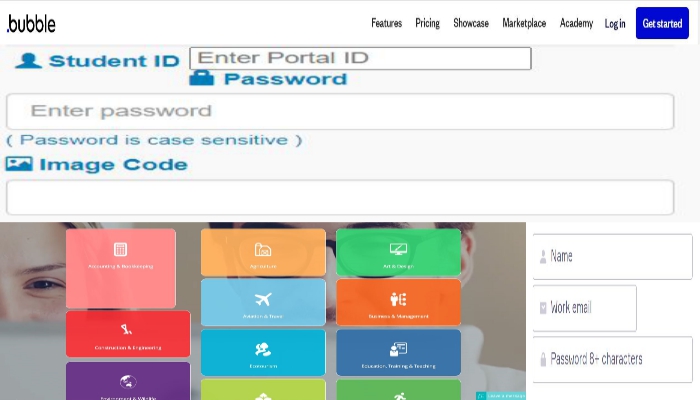 .bubble
Features Pricing Showcase Marketplace Academy Log in Get started
Student ID Enter Portal ID
Password
Enter password
( Password is case sensitive )
Image Code
Accounting & Bookkeeping Agriculture Art & Design
Aviation & Travel Business & Management
Construction & Engineering
Ecotourism Education, Training & Teaching
Environment & Wildlife
Name
Work email
Password 8+ characters